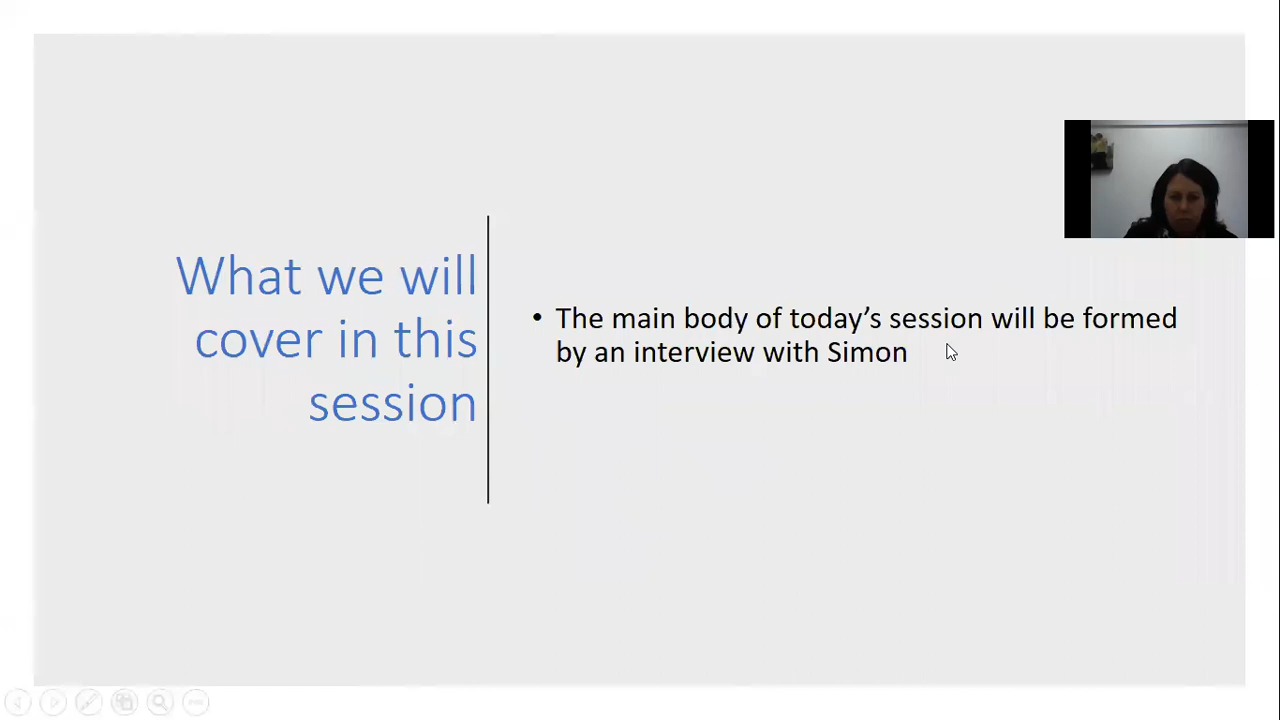 What we will
cover in this
session
• The main body of today’s session will be formed
by an interview with Simon